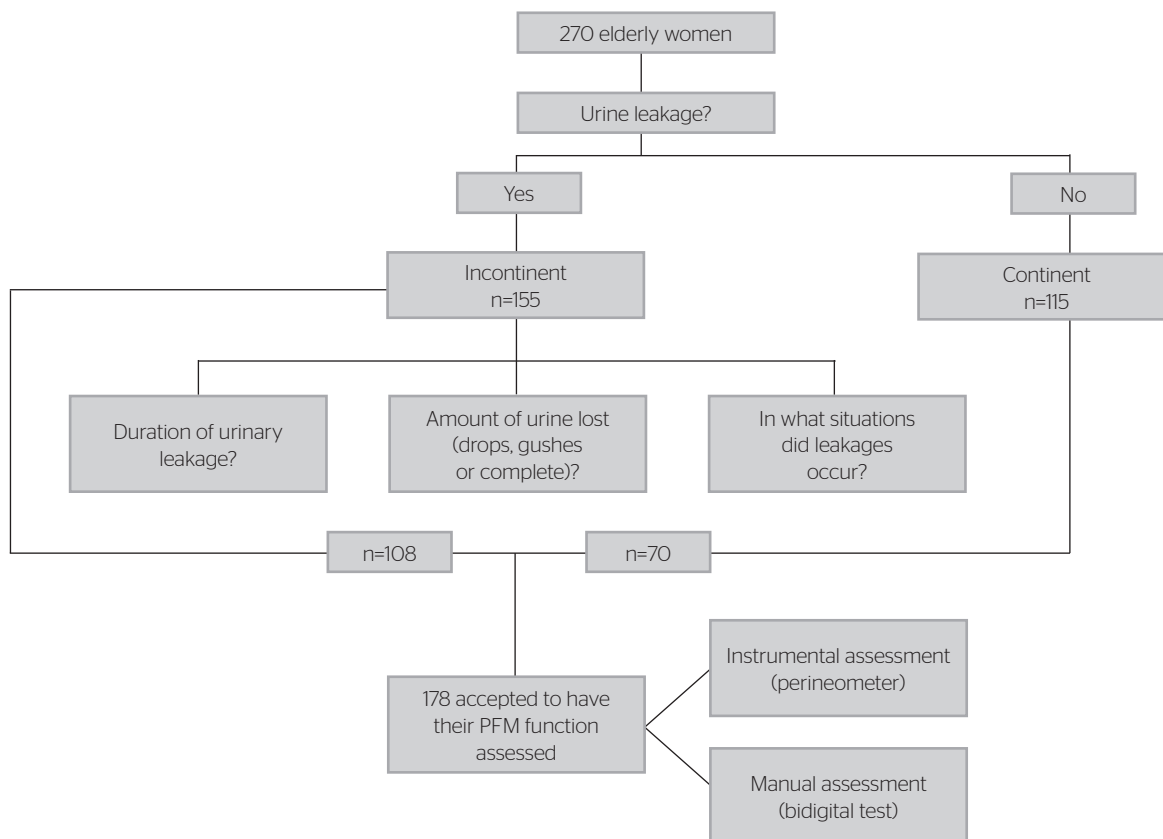 270 elderly women
Urine leakage?
Yes
No
Incontinent
n=155
Continent
n=115
Duration of urinary
leakage?
Amount of urine lost
(drops, gushes
or complete)?
In what situations
did leakages
occur?
n=108
n=70
178 accepted to have
their PFM function
assessed
Instrumental assessment
(perineometer)
Manual assessment
(bidigital test)